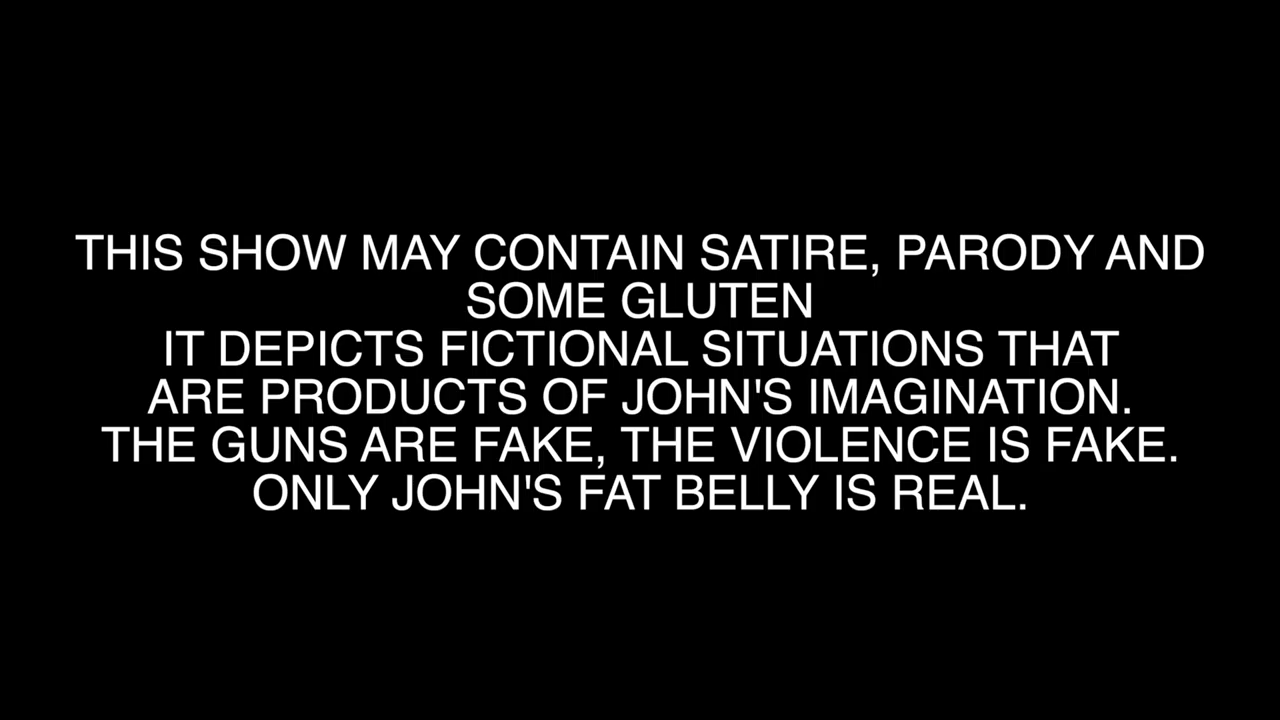 THIS SHOW MAY CONTAIN SATIRE, PARODY AND
SOME GLUTEN
IT DEPICTS FICTIONAL SITUATIONS THAT
ARE PRODUCTS OF JOHN'S IMAGINATION.
THE GUNS ARE FAKE, THE VIOLENCE IS FAKE.
ONLY JOHN'S FAT BELLY IS REAL.